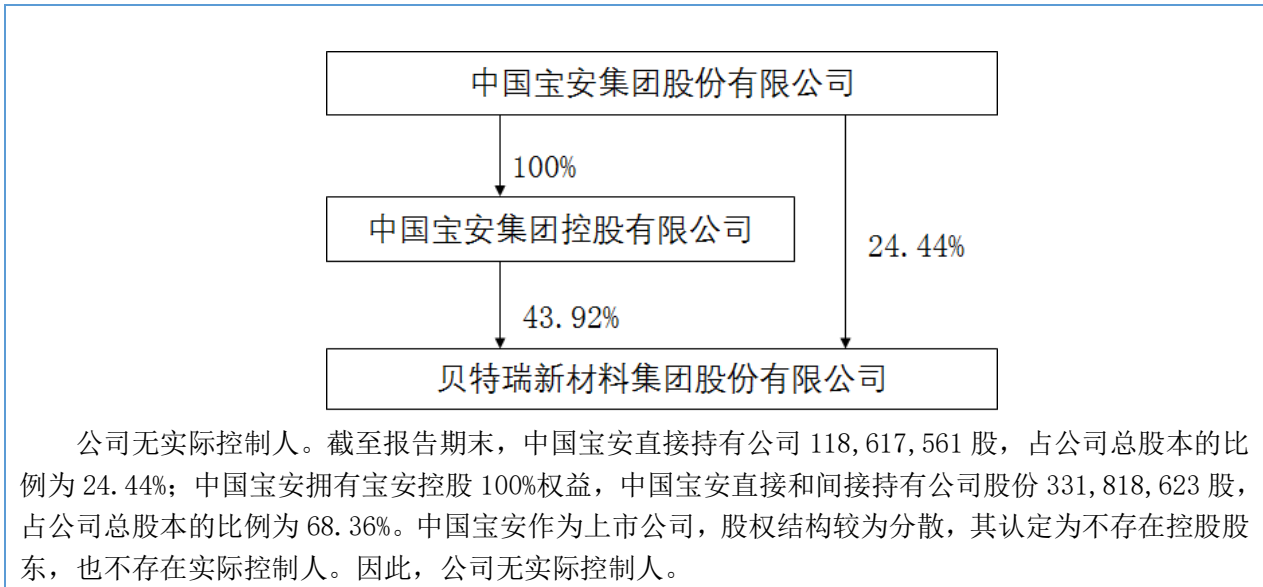 中国宝安集团股份有限公司
100%
中国宝安集团控股有限公司
24.44%
43.92%
贝特瑞新材料集团股份有限公司
公司无实际控制人。截至报告期末，中国宝安直接持有公司 118,617,561 股，占公司总股本的比
例为 24.44%；中国宝安拥有宝安控股 100%权益，中国宝安直接和间接持有公司股份 331,818,623 股，
占公司总股本的比例为 68.36%。中国宝安作为上市公司，股权结构较为分散，其认定为不存在控股股
东，也不存在实际控制人。因此，公司无实际控制人。